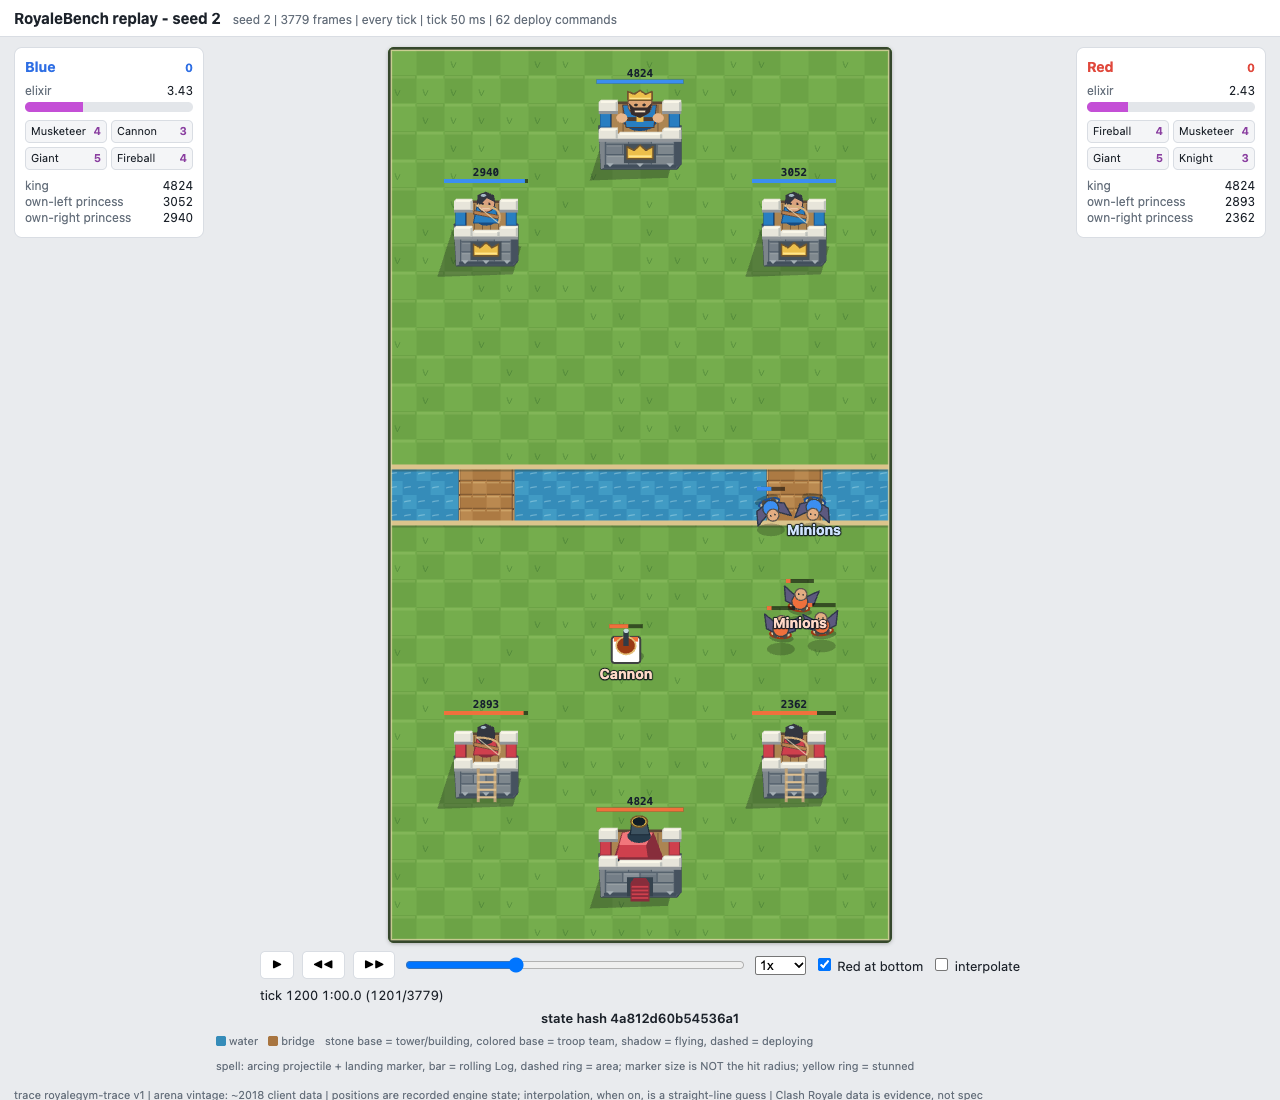 RoyaleBench replay - seed 2 seed 2 | 3779 frames | every tick | tick 50 ms | 62 deploy commands
Blue 0
elixir 3.43
Musketeer 4 Cannon 3
Giant 5 Fireball 4
king 4824
own-left princess 3052
own-right princess 2940
Red 0
elixir 2.43
Fireball 4 Musketeer 4
Giant 5 Knight 3
king 4824
own-left princess 2893
own-right princess 2362
4824
2940 3052
Minions
Minions
Cannon
2893 2362
4824
1x Red at bottom interpolate
tick 1200 1:00.0 (1201/3779)
state hash 4a812d60b54536a1
water bridge stone base = tower/building, colored base = troop team, shadow = flying, dashed = deploying
spell: arcing projectile + landing marker, bar = rolling Log, dashed ring = area; marker size is NOT the hit radius; yellow ring = stunned
trace royalegym-trace v1 | arena vintage: ~2018 client data | positions are recorded engine state; interpolation, when on, is a straight-line guess | Clash Royale data is evidence, not spec